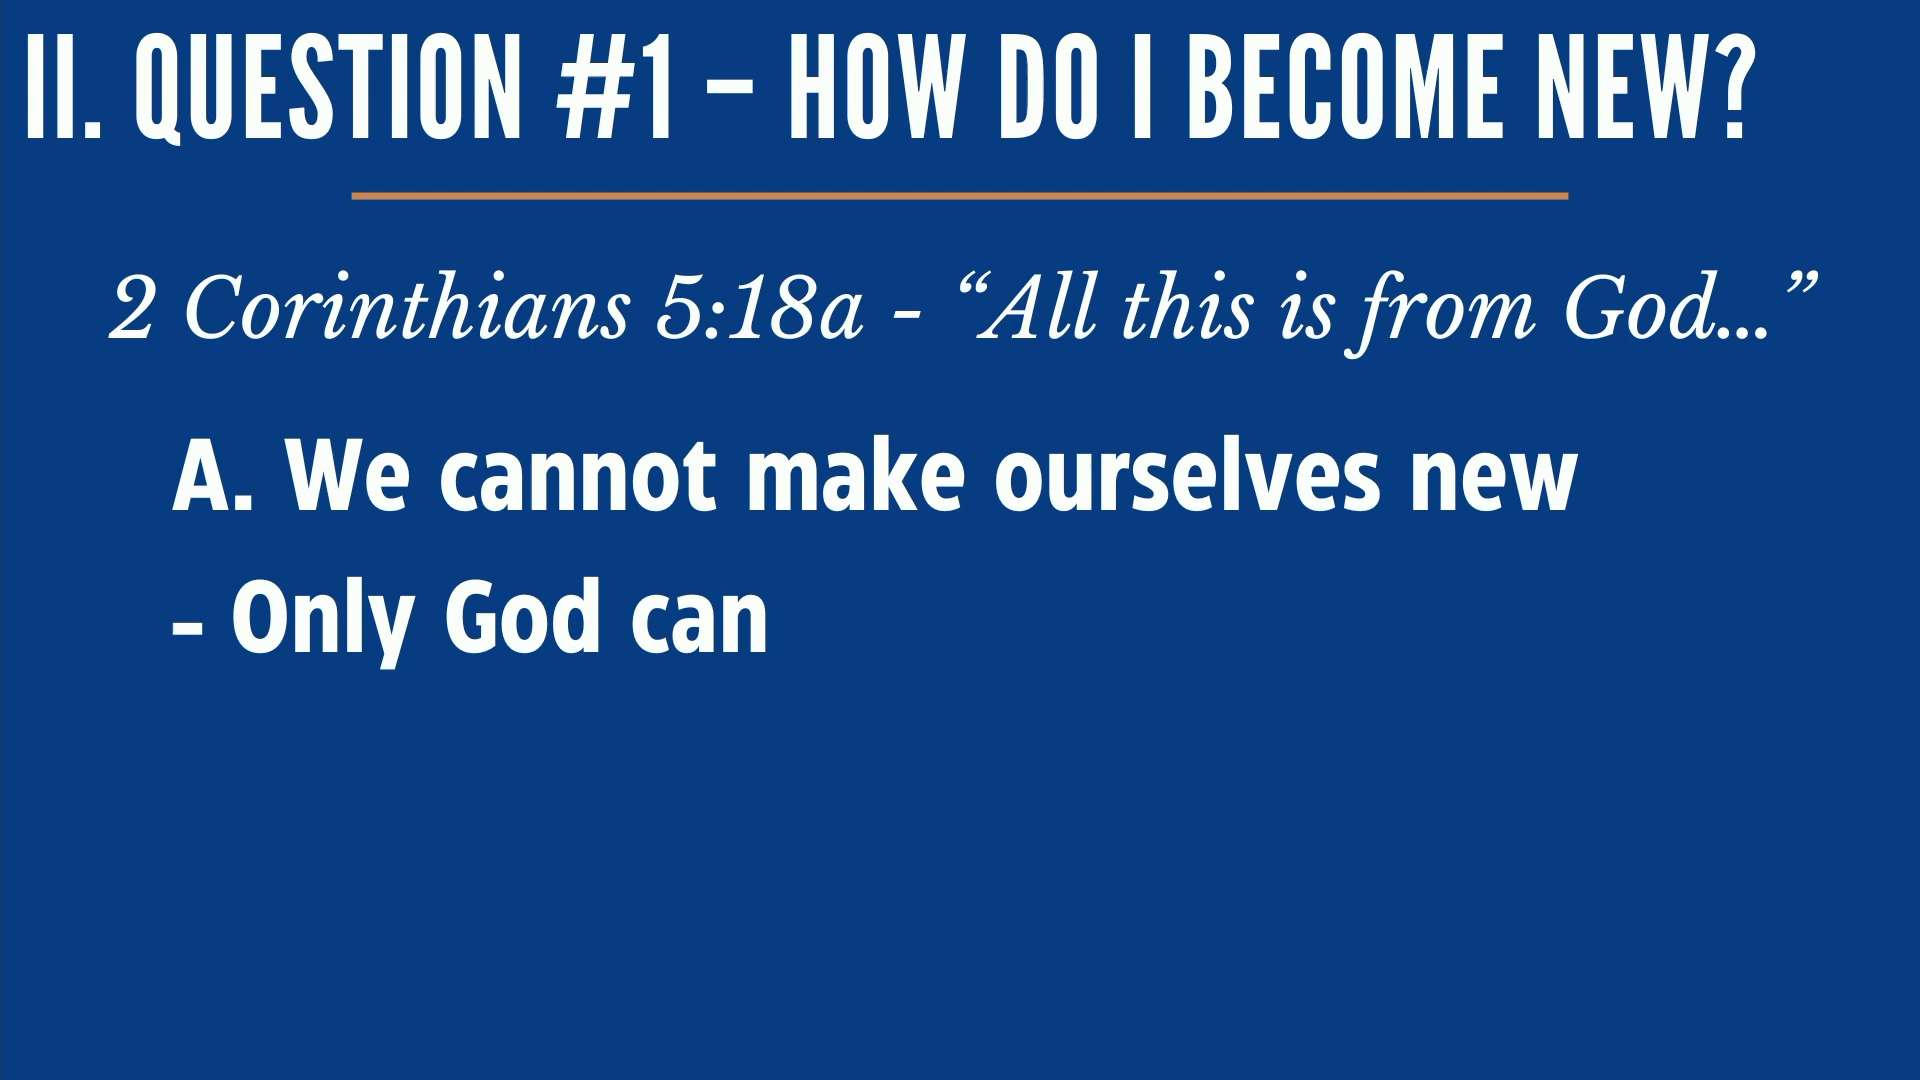 II. QUESTION #1 – HOW DO I BECOME NEW?
2 Corinthians 5:18a - “All this is from God…”
A. We cannot make ourselves new
– Only God can